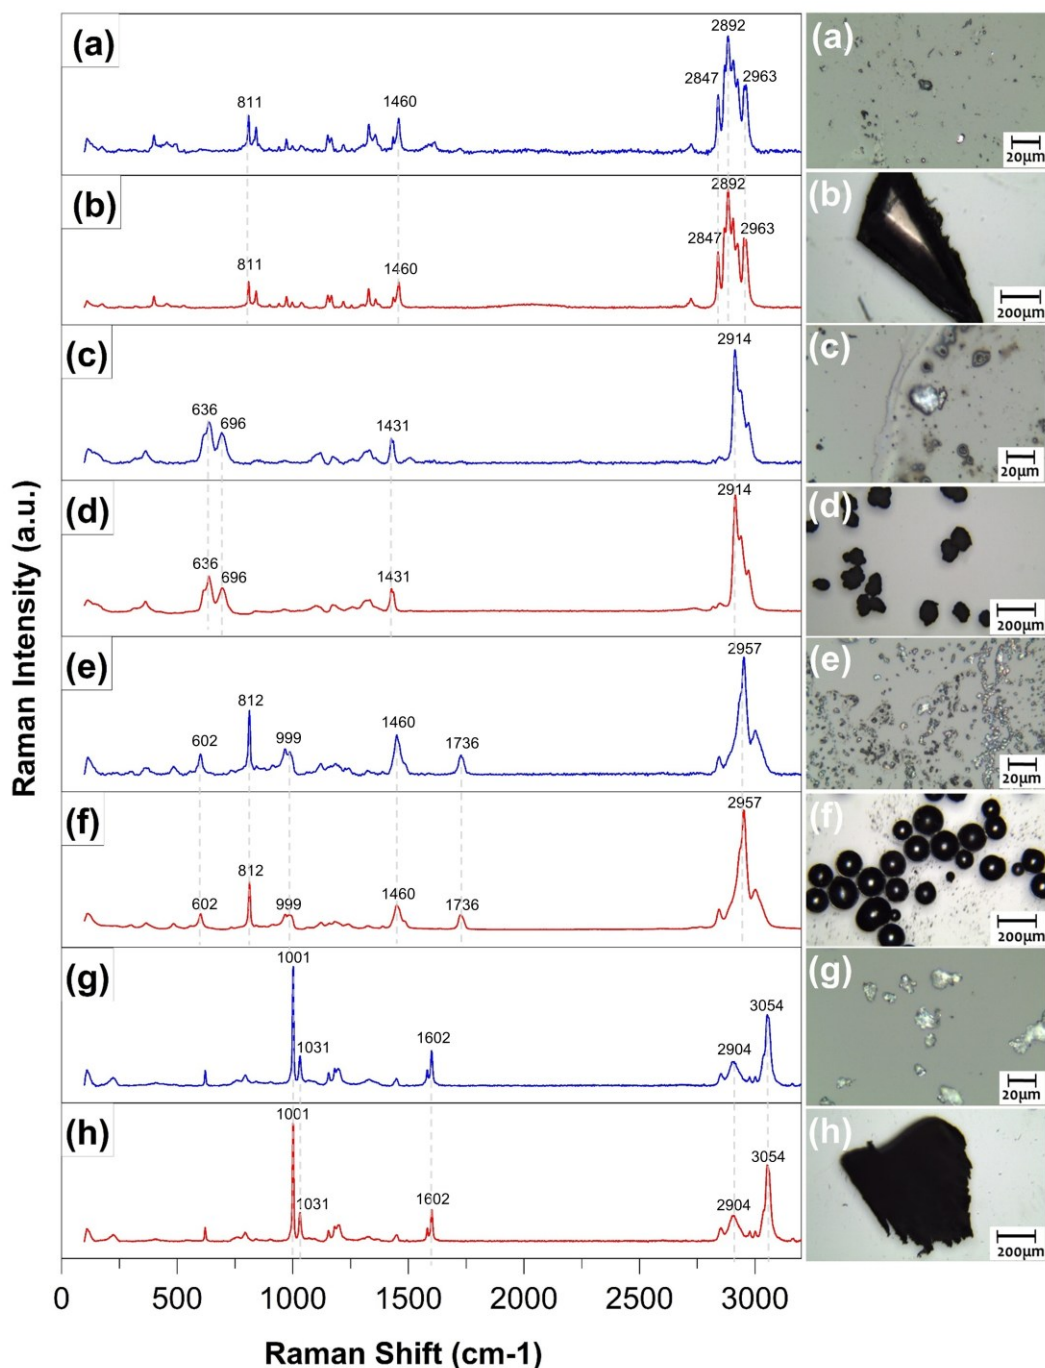 (a)
811
1460
2847
2892
2963
(a)
20μm
(b)
811
1460
2847
2892
2963
(b)
200μm
(c)
636
696
1431
2914
(c)
20μm
(d)
636
696
1431
2914
(d)
200μm
(e)
602
812
999
1460
1736
2957
(e)
20μm
(f)
602
812
999
1460
1736
2957
(f)
200μm
(g)
1001
1031
1602
2904
3054
(g)
20μm
(h)
1001
1031
1602
2904
3054
(h)
200μm
Raman Intensity (a.u.)
0 500 1000 1500 2000 2500 3000
Raman Shift (cm-1)